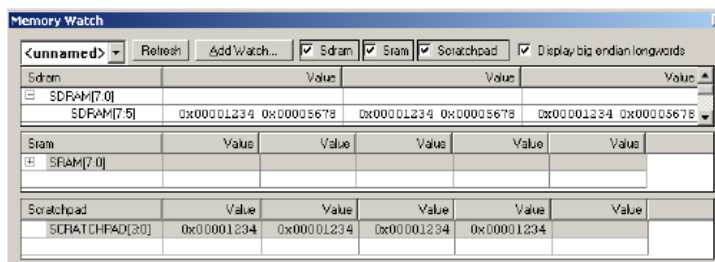 Memory Watch
<unnamed> Refresh Add Watch... Sdram Sram Scratchpad Display big endian longwords
Sdram Value Value Value
SDRAM[7:0]
SDRAM[7:5] 0x00001234 0x00005678 0x00001234 0x00005678 0x00001234 0x00005678
Sram Value Value Value Value Value
SRAM[7:0]
Scratchpad Value Value Value Value Value
SCRATCHPAD[3:0] 0x00001234 0x00001234 0x00001234 0x00001234